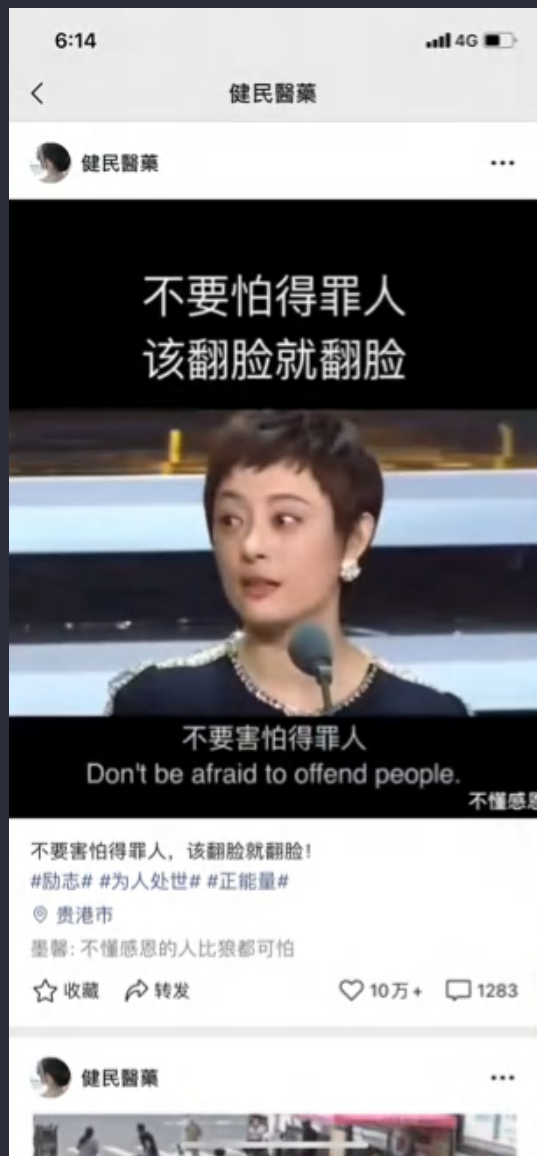 6:14
4G
健民醫藥
健民醫藥
不要怕得罪人
该翻脸就翻脸
不要害怕得罪人
Don't be afraid to offend people.
不懂感恩
不要害怕得罪人，该翻脸就翻脸！
#励志# #为人处世# #正能量#
贵港市
墨馨: 不懂感恩的人比狼都可怕
收藏 转发 10万+ 1283
健民醫藥